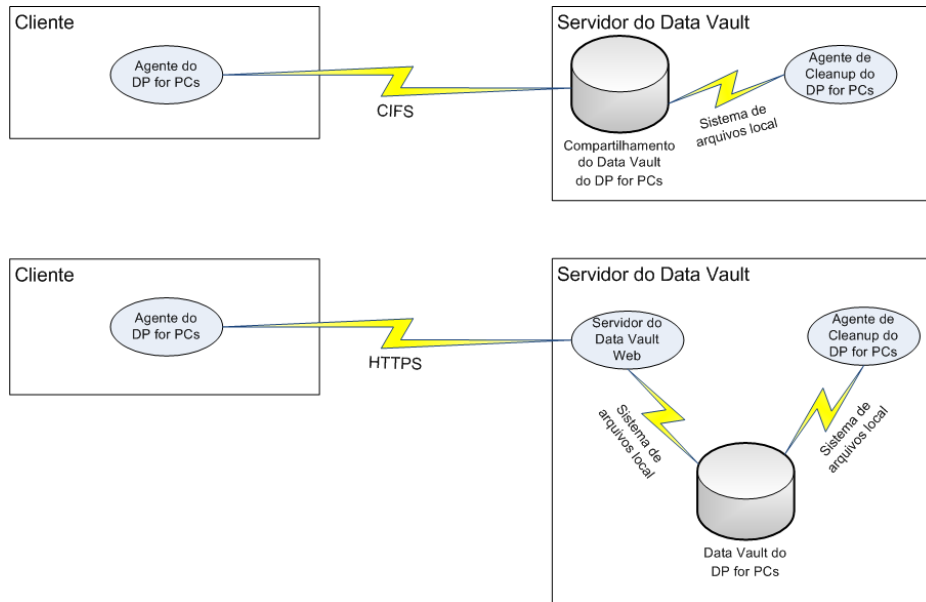 Cliente
Agente do
DP for PCs
CIFS
Servidor do Data Vault
Compartilhamento
do Data Vault
do DP for PCs
Sistema de
arquivos local
Agente de
Cleanup do
DP for PCs
Cliente
Agente do
DP for PCs
HTTPS
Servidor do Data Vault
Servidor do
Data Vault
Web
Agente de
Cleanup do
DP for PCs
Sistema de
arquivos local
Sistema de
arquivos local
Data Vault do
DP for PCs